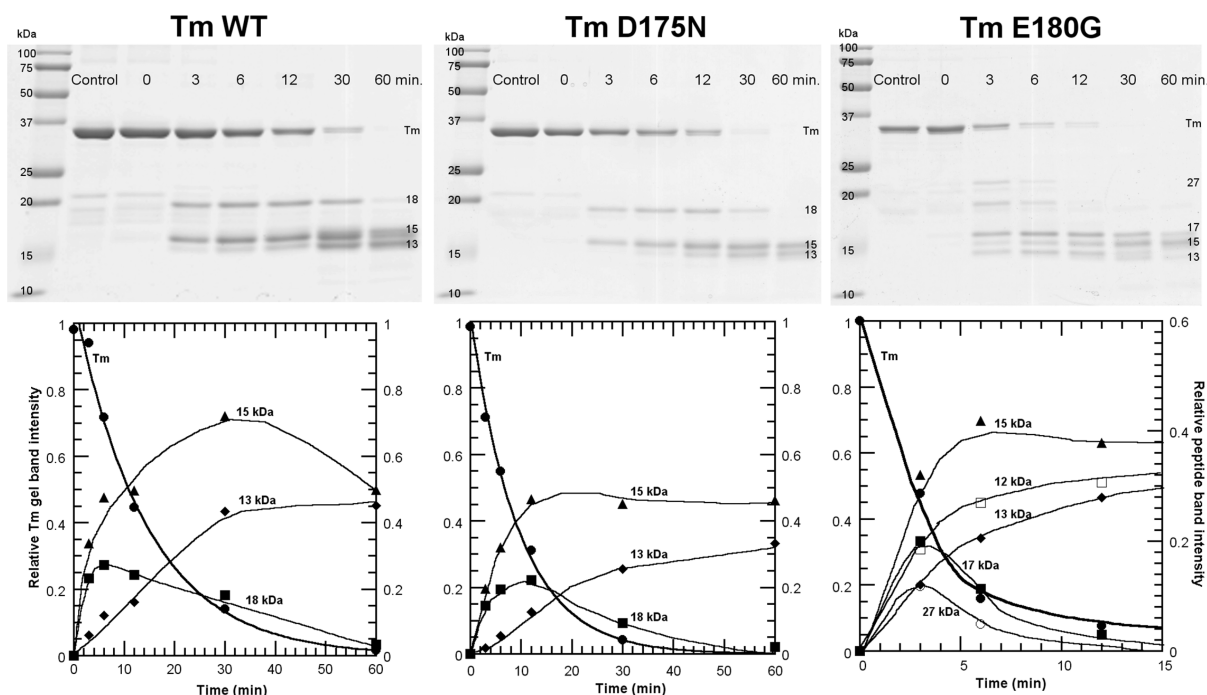 Tm WT
Tm D175N
Tm E180G
kDa
100
75
50
37
25
20
15
10
Control 0 3 6 12 30 60 min.
Tm
18
15
13
kDa
100
75
50
37
25
20
15
10
Control 0 3 6 12 30 60 min.
Tm
18
15
13
kDa
100
75
50
37
25
20
15
10
Control 0 3 6 12 30 60 min.
Tm
27
17
15
13
Relative Tm gel band intensity
1
0.8
0.6
0.4
0.2
0
Tm
15 kDa
13 kDa
18 kDa
1
0.8
0.6
0.4
0.2
0
0 10 20 30 40 50 60
Time (min)
1
0.8
0.6
0.4
0.2
0
Tm
15 kDa
13 kDa
18 kDa
1
0.8
0.6
0.4
0.2
0
0 10 20 30 40 50 60
Time (min)
1
0.8
0.6
0.4
0.2
0
Tm
15 kDa
12 kDa
13 kDa
17 kDa
27 kDa
0.6
0.4
0.2
0
0 5 10 15
Time (min)
Relative peptide band intensity